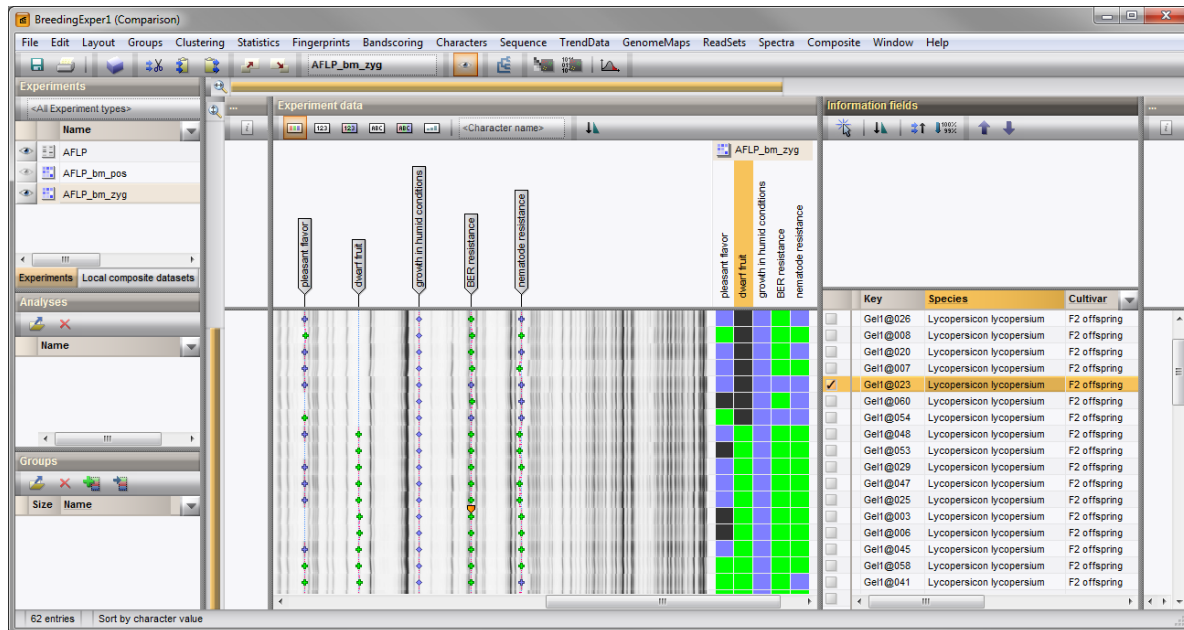 BreedingExper1 (Comparison)
File Edit Layout Groups Clustering Statistics Fingerprints Bandscoring Characters Sequence TrendData GenomeMaps ReadSets Spectra Composite Window Help
AFLP_bm_zyg
Experiments
<All Experiment types>
Name
AFLP
AFLP_bm_pos
AFLP_bm_zyg
Experiments Local composite datasets
Analyses
Name
Groups
Size Name
...
Experiment data
<Character name>
pleasant flavor
dwarf fruit
growth in humid conditions
BER resistance
nematode resistance
AFLP_bm_zyg
pleasant flavor
dwarf fruit
growth in humid conditions
BER resistance
nematode resistance
Information fields
...
Key Species Cultivar
Gel1@026 Lycopersicon lycopersium F2 offspring
Gel1@008 Lycopersicon lycopersium F2 offspring
Gel1@020 Lycopersicon lycopersium F2 offspring
Gel1@007 Lycopersicon lycopersium F2 offspring
Gel1@023 Lycopersicon lycopersium F2 offspring
Gel1@060 Lycopersicon lycopersium F2 offspring
Gel1@054 Lycopersicon lycopersium F2 offspring
Gel1@048 Lycopersicon lycopersium F2 offspring
Gel1@053 Lycopersicon lycopersium F2 offspring
Gel1@029 Lycopersicon lycopersium F2 offspring
Gel1@047 Lycopersicon lycopersium F2 offspring
Gel1@025 Lycopersicon lycopersium F2 offspring
Gel1@003 Lycopersicon lycopersium F2 offspring
Gel1@006 Lycopersicon lycopersium F2 offspring
Gel1@045 Lycopersicon lycopersium F2 offspring
Gel1@058 Lycopersicon lycopersium F2 offspring
Gel1@041 Lycopersicon lycopersium F2 offspring
62 entries Sort by character value